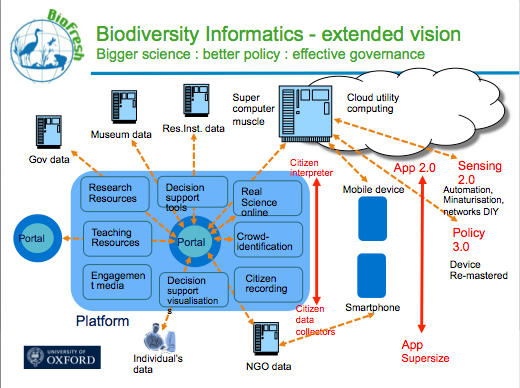 BioFresh
Biodiversity Informatics - extended vision
Bigger science : better policy : effective governance
Super
computer
muscle
Cloud utility
computing
Res.Inst. data
Museum data
Gov data
Citizen
interpreter
App 2.0
Sensing
2.0
Mobile device
Automation,
Minaturisation,
networks DIY
Research
Resources
Decision
support
tools
Real
Science
online
Portal
Teaching
Resources
Portal
Crowd-
identification
Policy
3.0
Device
Re-mastered
Engagemen
t media
Decision
support
visualisation
s
Citizen
recording
Smartphone
Citizen
data
collectors
Platform
App
Supersize
UNIVERSITY OF
OXFORD
Individual's
data
NGO data